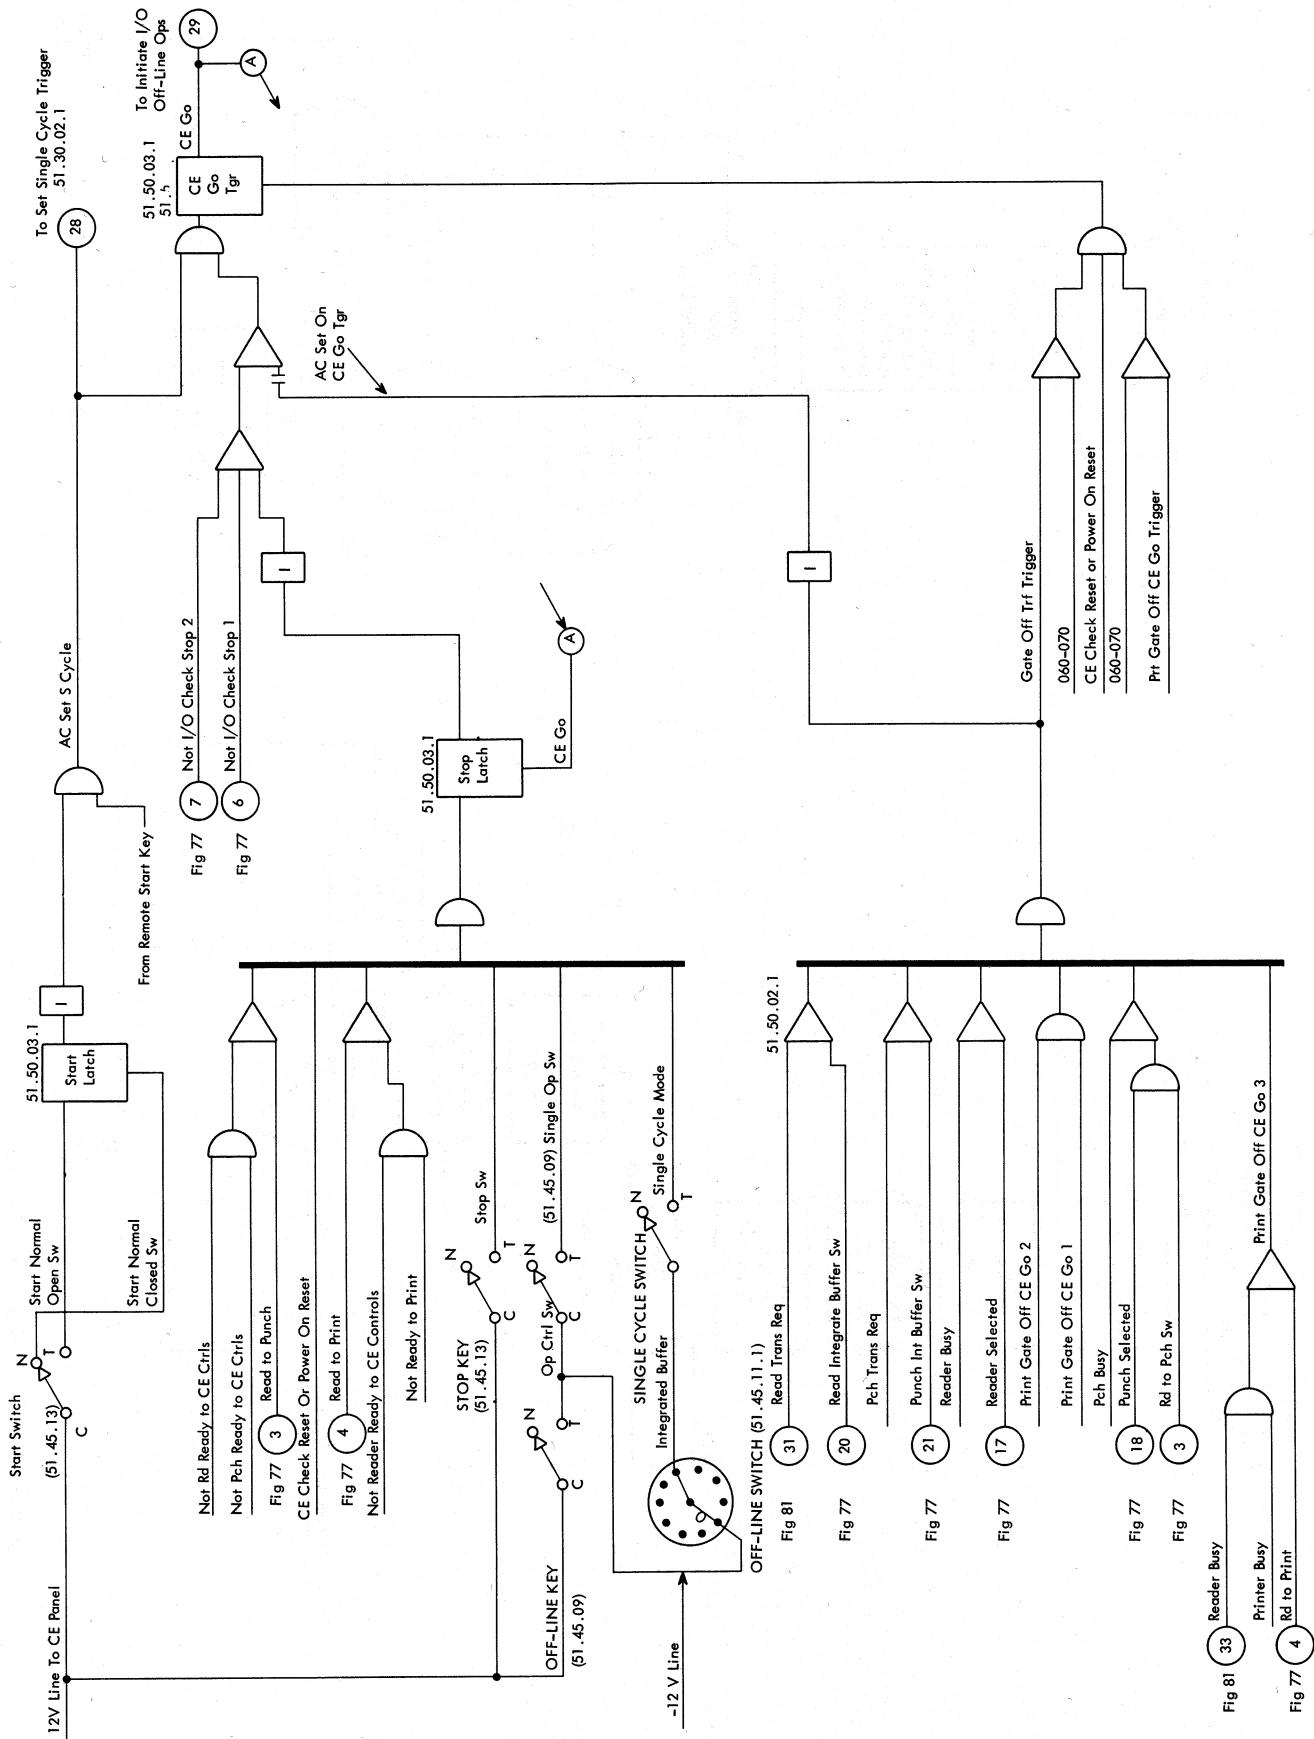 Start Switch
(51.45.13)
N
T
C
12V Line To CE Panel
Start Normal
Open Sw
Start Normal
Closed Sw
51.50.03.1
Start
Latch
I
From Remote Start Key
AC Set S Cycle
To Set Single Cycle Trigger
51.30.02.1
28
Fig 77
7
Not I/O Check Stop 2
Fig 77
6
Not I/O Check Stop 1
I
AC Set On
CE Go Tgr
51.50.03.1
CE
Go
Tgr
CE Go
To Initiate I/O
Off-Line Ops
29
A
Not Rd Ready to CE Ctrls
Not Pch Ready to CE Ctrls
Fig 77
3
Read to Punch
CE Check Reset Or Power On Reset
Fig 77
4
Read to Print
Not Reader Ready to CE Controls
Not Ready to Print
STOP KEY
(51.45.13)
N
T
C
Stop Sw
OFF-LINE KEY
(51.45.09)
N
T
C
Op Ctrl Sw
N
T
C
(51.45.09) Single Op Sw
SINGLE CYCLE SWITCH
N
T
Integrated Buffer
Single Cycle Mode
-12 V Line
OFF-LINE SWITCH (51.45.11.1)
51.50.03.1
Stop
Latch
CE Go
A
I
51.50.02.1
Fig 81
31
Read Trans Req
Fig 77
20
Read Integrate Buffer Sw
Pch Trans Req
Fig 77
21
Punch Int Buffer Sw
Reader Busy
Fig 77
17
Reader Selected
Print Gate Off CE Go 2
Print Gate Off CE Go 1
Pch Busy
Fig 77
18
Punch Selected
Fig 77
3
Rd to Pch Sw
Fig 81
33
Reader Busy
Printer Busy
Fig 77
4
Rd to Print
Print Gate Off CE Go 3
Gate Off Trf Trigger
060-070
CE Check Reset or Power On Reset
060-070
Prt Gate Off CE Go Trigger